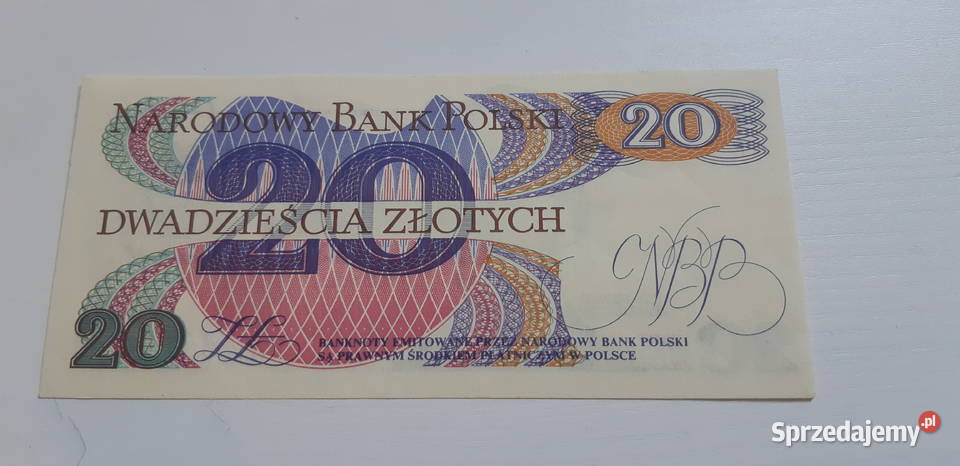 NARODOWY BANK POLSKI
20
20
DWADZIEŚCIA ZŁOTYCH
NBP
20
ZŁ
BANKNOTY EMITOWANE PRZEZ NARODOWY BANK POLSKI
SĄ PRAWNYM ŚRODKIEM PŁATNICZYM W POLSCE
Sprzedajemy.pl